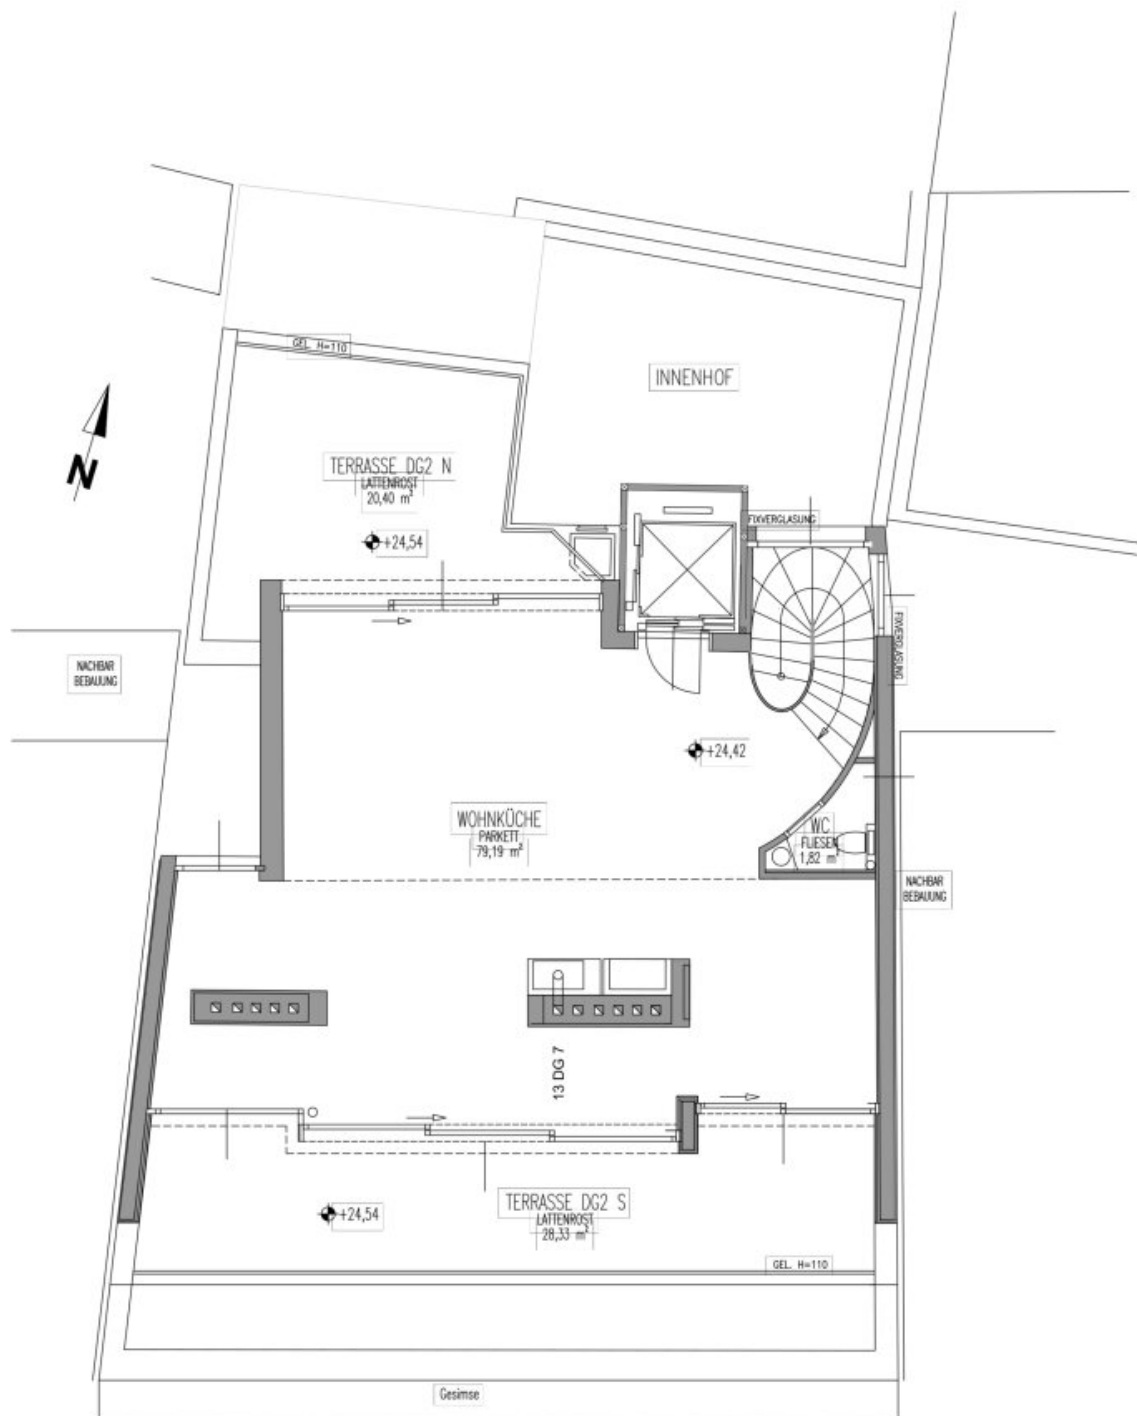 GEL. H=110
INNENHOF
N
TERRASSE DG2 N
LATTENROST
20,40 m²
+24,54
FIXVERGLASUNG
FIXVERGLASUNG
NACHBAR
BEBAUUNG
+24,42
WOHNKÜCHE
PARKETT
79,19 m²
WC
FLIESEN
1,82 m²
NACHBAR
BEBAUUNG
13 DG 7
TERRASSE DG2 S
LATTENROST
28,33 m²
+24,54
GEL. H=110
Gesimse